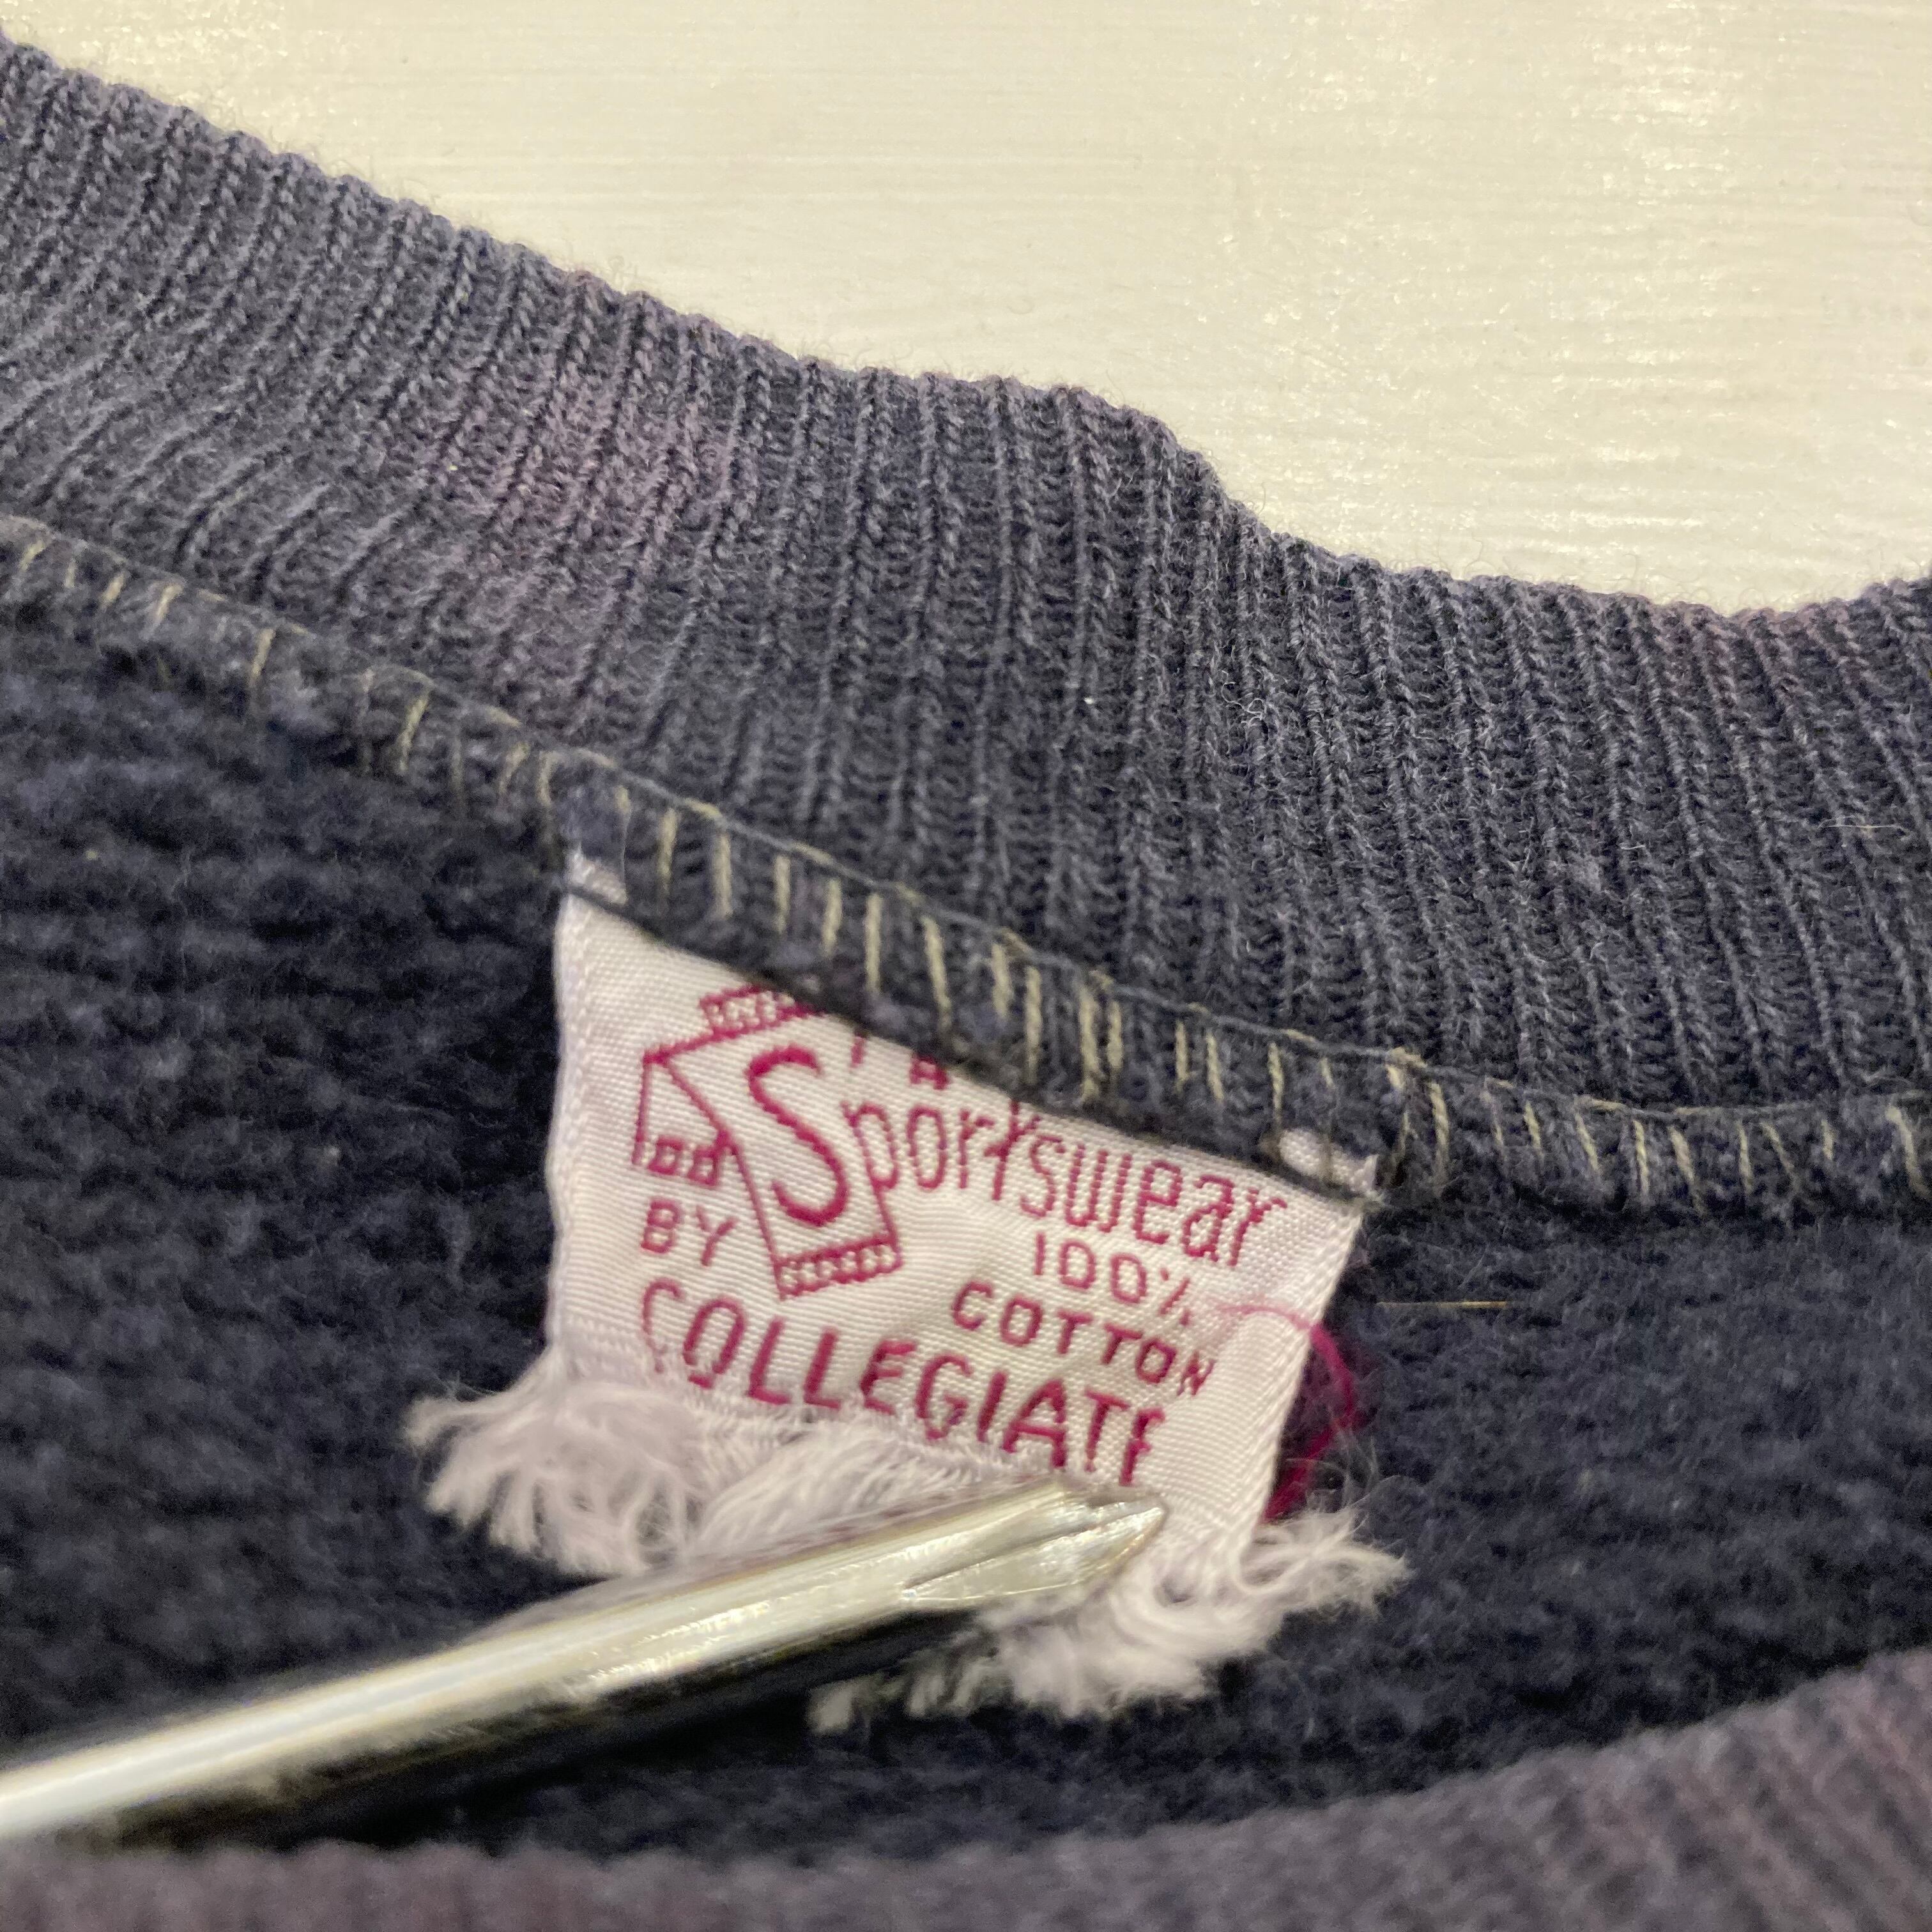 Sportswear
BY 100%
COTTON
COLLEGIATE